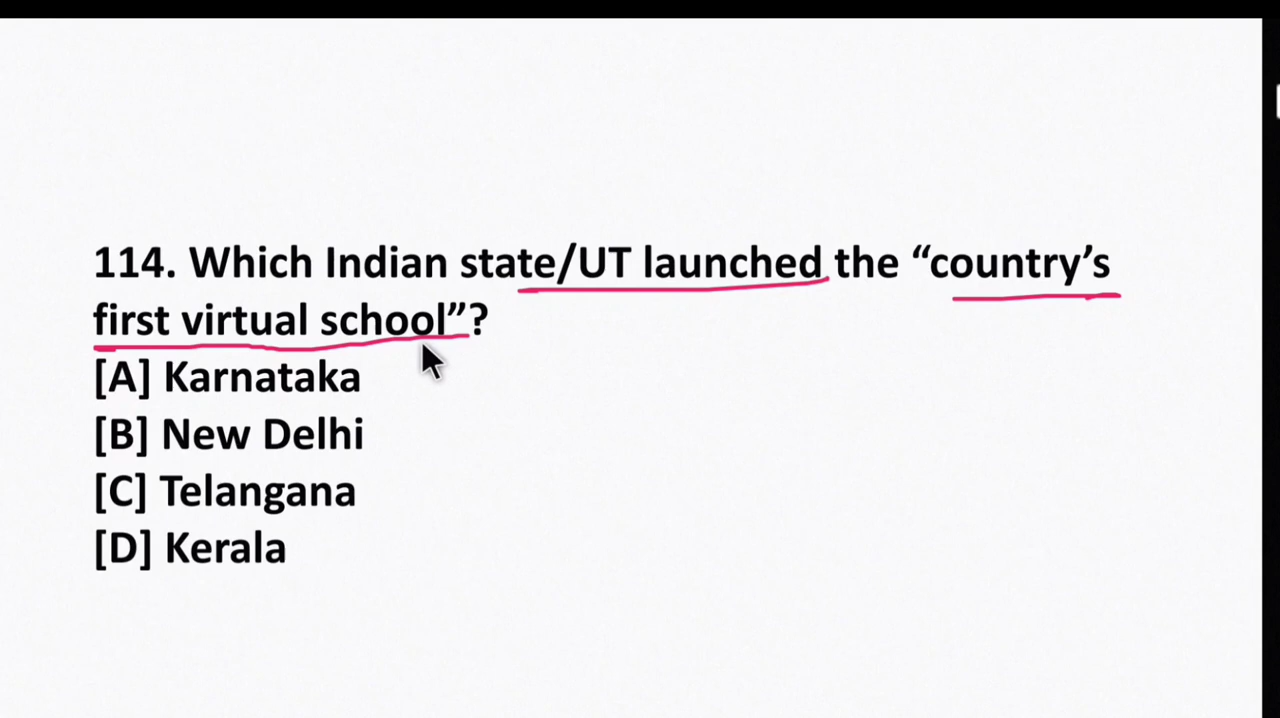 114. Which Indian state/UT launched the “country’s
first virtual school”?
[A] Karnataka
[B] New Delhi
[C] Telangana
[D] Kerala